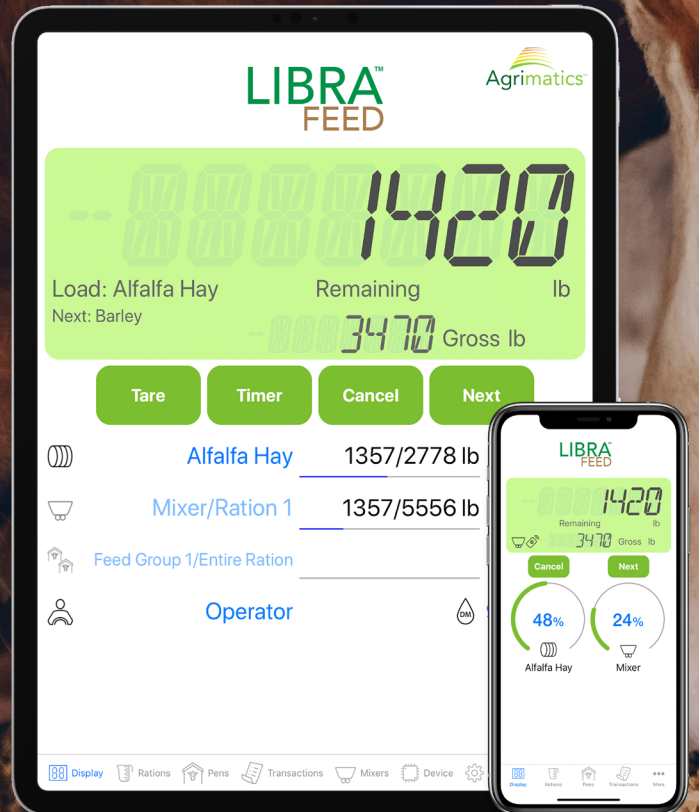 LIBRA™
FEED
Agrimatics™
1420
Load: Alfalfa Hay Remaining lb
Next: Barley
3470 Gross lb
Tare Timer Cancel Next
Alfalfa Hay 1357/2778 lb
Mixer/Ration 1 1357/5556 lb
Feed Group 1/Entire Ration
Operator DM
Display Rations Pens Transactions Mixers Device
LIBRA
FEED
1420
Remaining lb
3470 Gross lb
Cancel Next
48% 24%
Alfalfa Hay Mixer
Display Rations Pens Transactions More